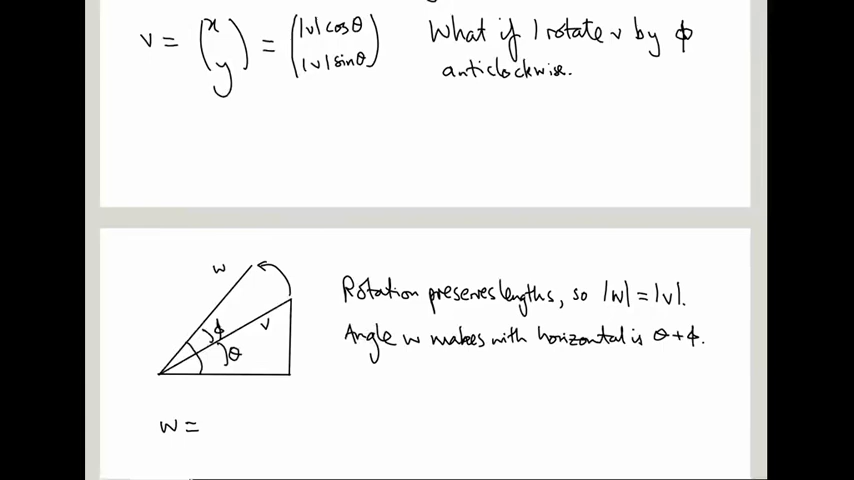 v = (x y) = (|v|cosθ |v|sinθ) What if I rotate v by ϕ
anticlockwise.
w
ϕ
v
θ
Rotation preserves lengths, so |w| = |v|.
Angle w makes with horizontal is θ + ϕ.
w =